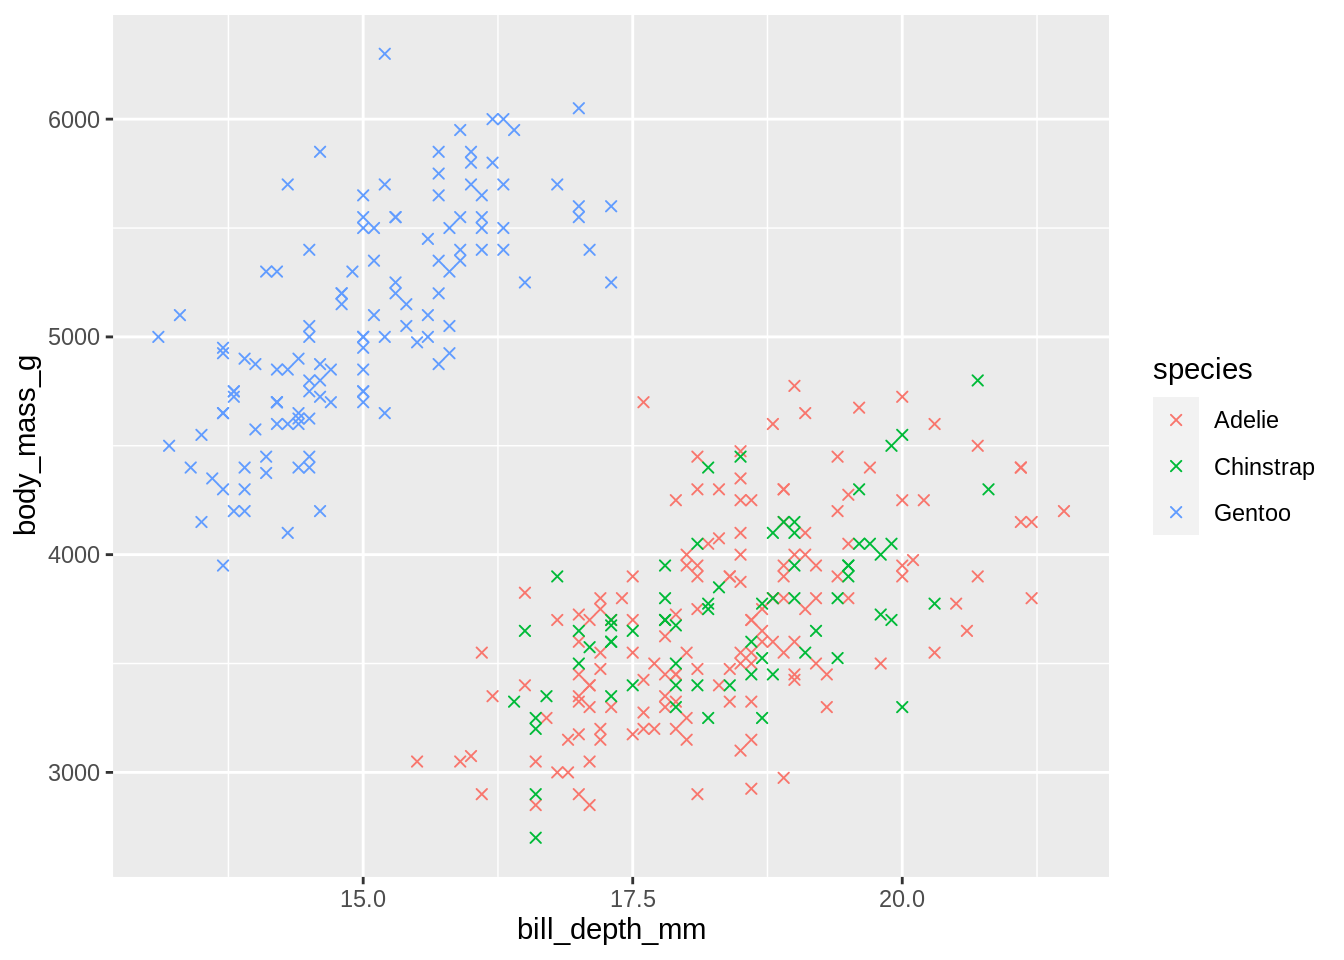 6000
5000
4000
3000
body_mass_g
15.0 17.5 20.0
bill_depth_mm
species
Adelie
Chinstrap
Gentoo